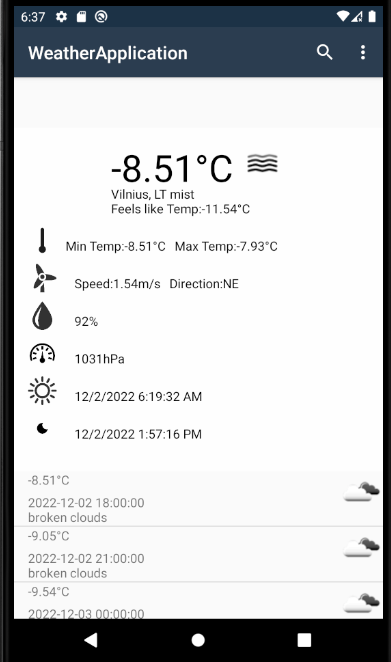 6:37
WeatherApplication
-8.51°C
Vilnius, LT mist
Feels like Temp:-11.54°C
Min Temp:-8.51°C Max Temp:-7.93°C
Speed:1.54m/s Direction:NE
92%
1031hPa
12/2/2022 6:19:32 AM
12/2/2022 1:57:16 PM
-8.51°C
2022-12-02 18:00:00
broken clouds
-9.05°C
2022-12-02 21:00:00
broken clouds
-9.54°C
2022-12-03 00:00:00